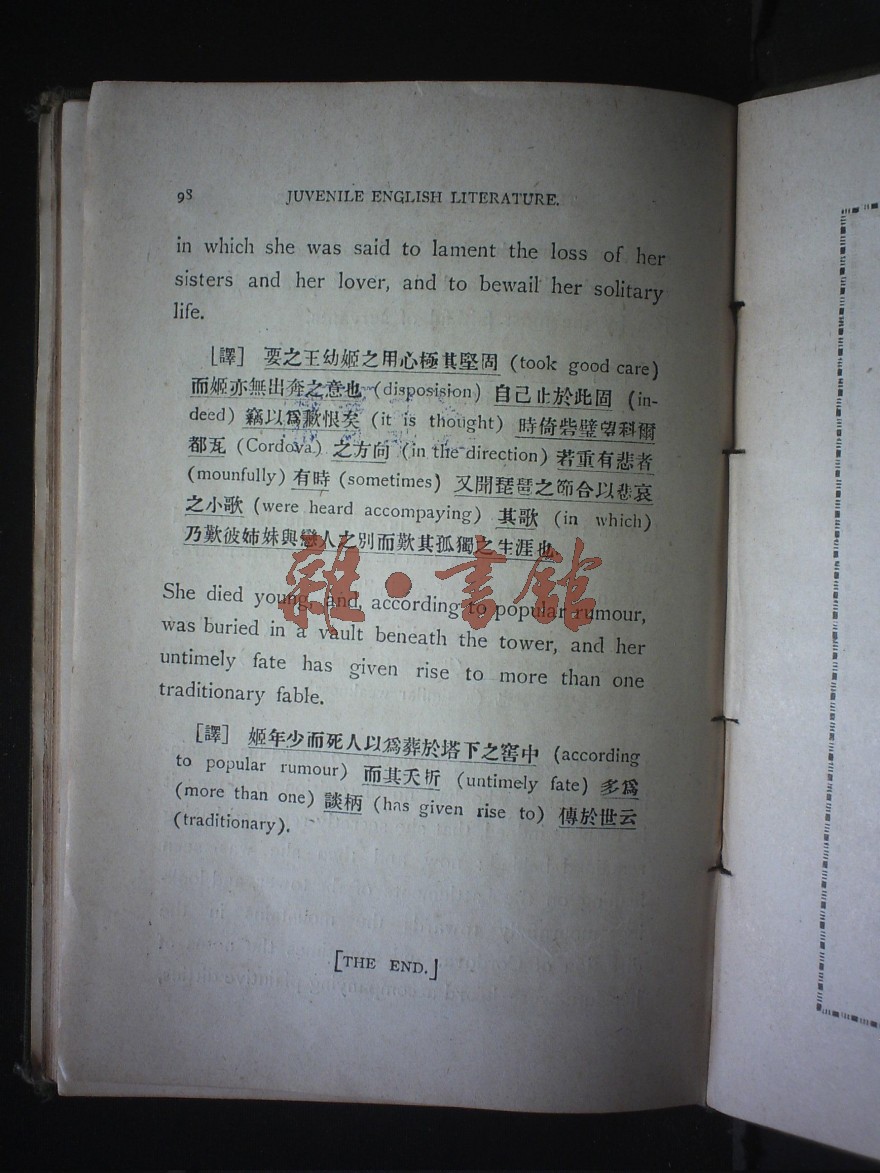 98 JUVENILE ENGLISH LITERATURE.
in which she was said to lament the loss of her
sisters and her lover, and to bewail her solitary
life.
[譯] 要之王幼姬之用心極其堅固 (took good care)
而姬亦無出奔之意也 (disposision) 自己止於此固 (in-
deed) 竊以爲歉恨矣 (it is thought) 時倚砦壁望科爾
都瓦 (Cordova) 之方向 (in the direction) 若重有悲者
(mounfully) 有時 (sometimes) 又聞琵琶之節合以悲哀
之小歌 (were heard accompaying) 其歌 (in which)
乃歎彼姉妹與戀人之別而歎其孤獨之生涯也
雜·書館
She died young, and, according to popular rumour,
was buried in a vault beneath the tower, and her
untimely fate has given rise to more than one
traditionary fable.
[譯] 姬年少而死人以爲葬於塔下之窖中 (according
to popular rumour) 而其夭折 (untimely fate) 多爲
(more than one) 談柄 (has given rise to) 傳於世云
(traditionary).
[THE END.]